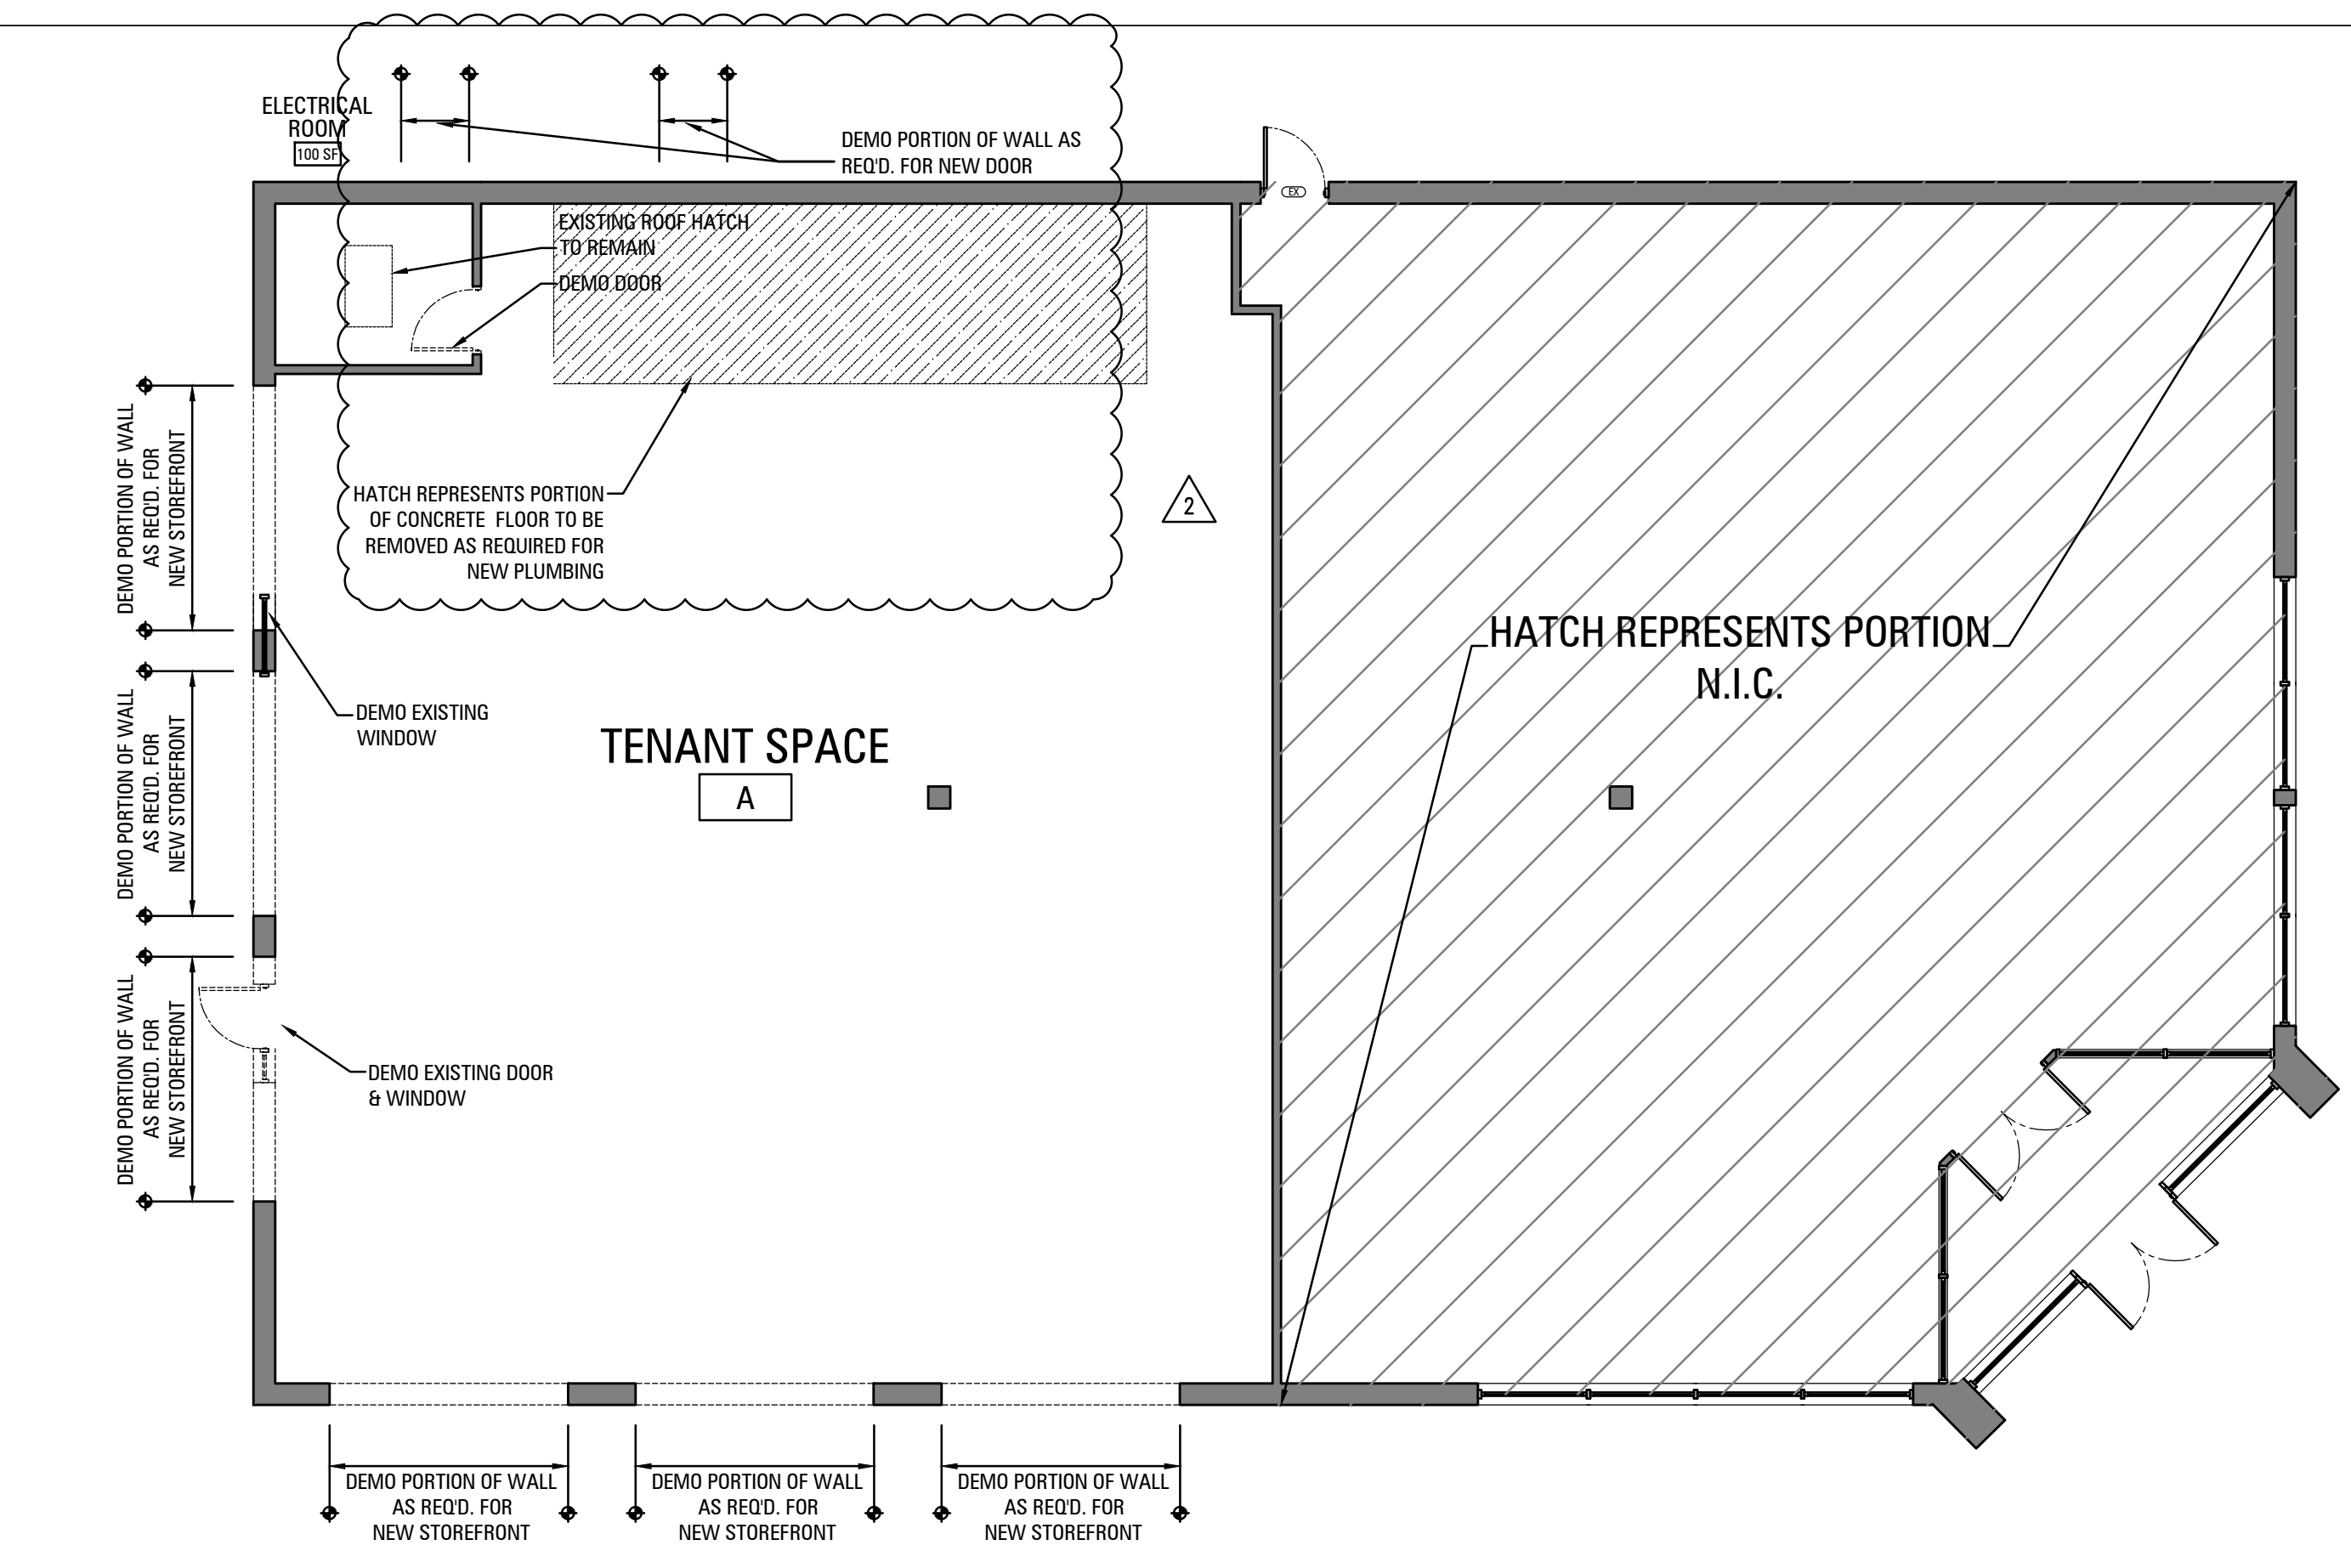 ELECTRICAL
ROOM
100 SF
DEMO PORTION OF WALL AS
REQ'D. FOR NEW DOOR
EX
EXISTING ROOF HATCH
TO REMAIN
DEMO DOOR
HATCH REPRESENTS PORTION
OF CONCRETE FLOOR TO BE
REMOVED AS REQUIRED FOR
NEW PLUMBING
2
DEMO PORTION OF WALL
AS REQ'D. FOR
NEW STOREFRONT
HATCH REPRESENTS PORTION
N.I.C.
DEMO EXISTING
WINDOW
TENANT SPACE
A
DEMO PORTION OF WALL
AS REQ'D. FOR
NEW STOREFRONT
DEMO EXISTING DOOR
& WINDOW
DEMO PORTION OF WALL
AS REQ'D. FOR
NEW STOREFRONT
DEMO PORTION OF WALL
AS REQ'D. FOR
NEW STOREFRONT
DEMO PORTION OF WALL
AS REQ'D. FOR
NEW STOREFRONT
DEMO PORTION OF WALL
AS REQ'D. FOR
NEW STOREFRONT